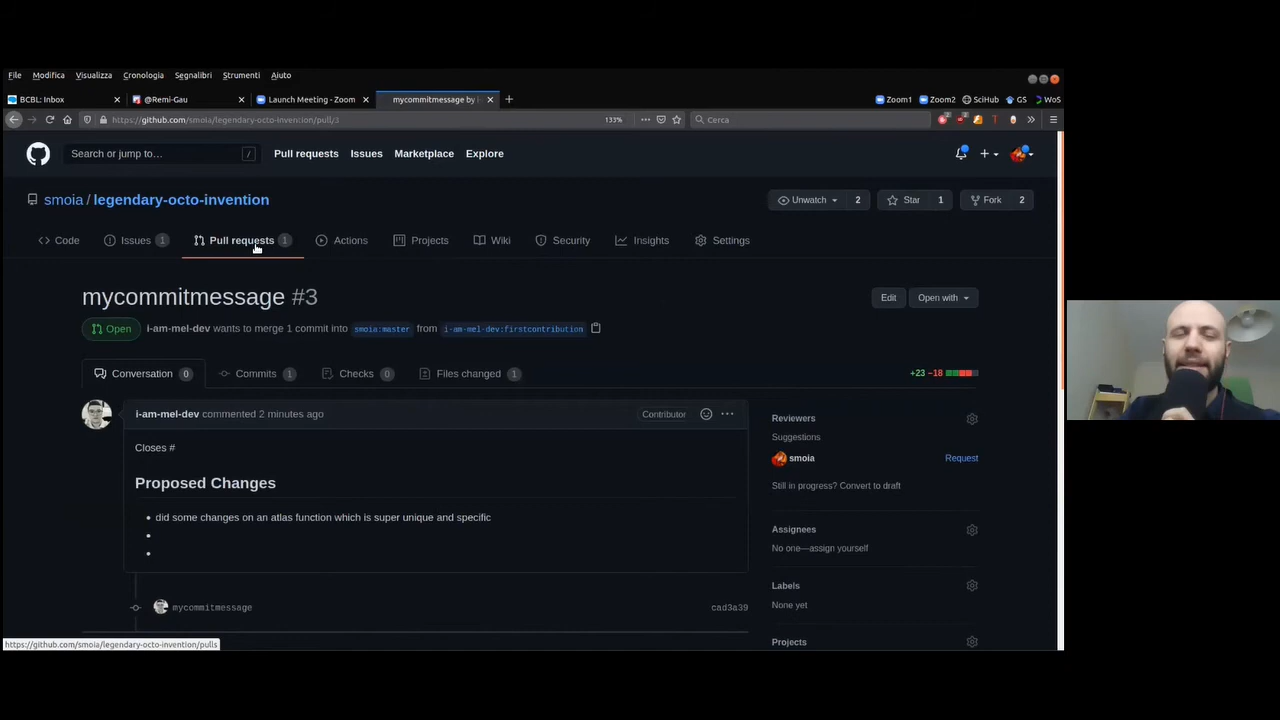 File Modifica Visualizza Cronologia Segnalibri Strumenti Aiuto
BCBL: Inbox @Remi-Gau Launch Meeting - Zoom mycommitmessage by Zoom1 Zoom2 SciHub GS WoS
https://github.com/smoia/legendary-octo-invention/pull/3 133% Cerca
Search or jump to… / Pull requests Issues Marketplace Explore
smoia / legendary-octo-invention Unwatch 2 Star 1 Fork 2
Code Issues 1 Pull requests 1 Actions Projects Wiki Security Insights Settings
mycommitmessage #3 Edit Open with
Open i-am-mel-dev wants to merge 1 commit into smoia:master from i-am-mel-dev:firstcontribution
Conversation 0 Commits 1 Checks 0 Files changed 1 +23 −18
i-am-mel-dev commented 2 minutes ago Contributor
Closes #
Proposed Changes
did some changes on an atlas function which is super unique and specific
mycommitmessage cad3a39
Reviewers
Suggestions
smoia Request
Still in progress? Convert to draft
Assignees
No one—assign yourself
Labels
None yet
Projects
https://github.com/smoia/legendary-octo-invention/pulls